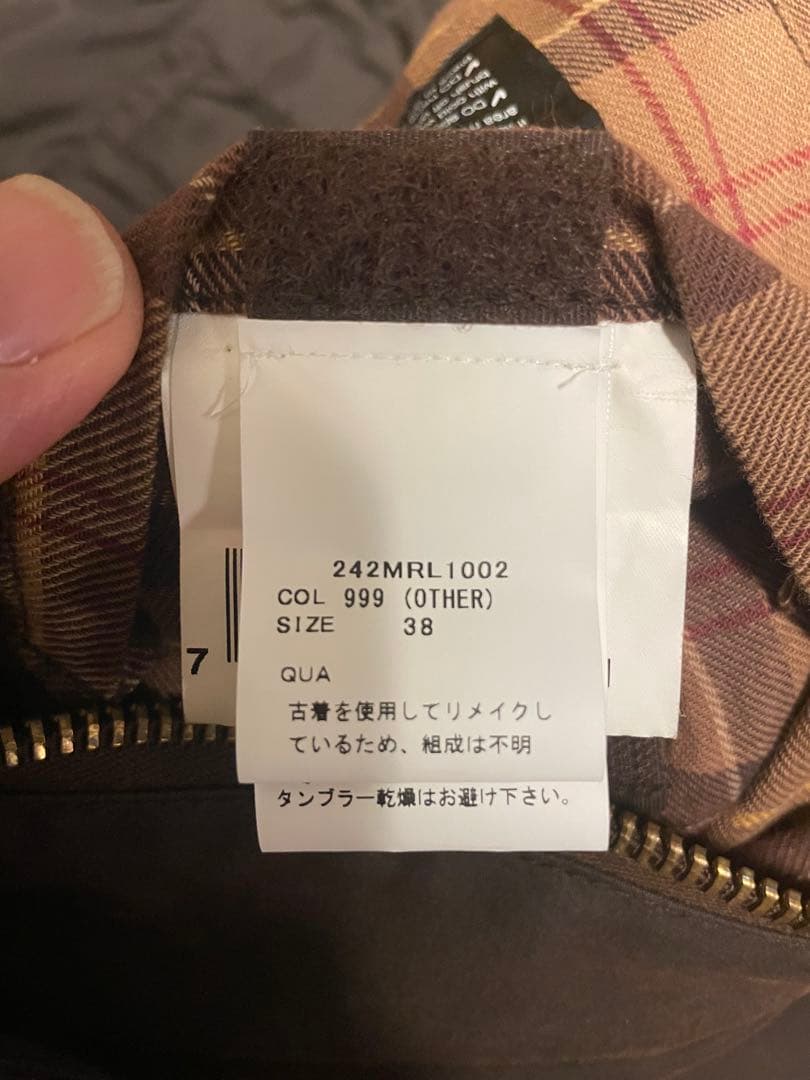 242MRL1002
COL 999 (OTHER)
SIZE 38
7
QUA
古着を使用してリメイクし
ているため、組成は不明
タンブラー乾燥はお避け下さい。